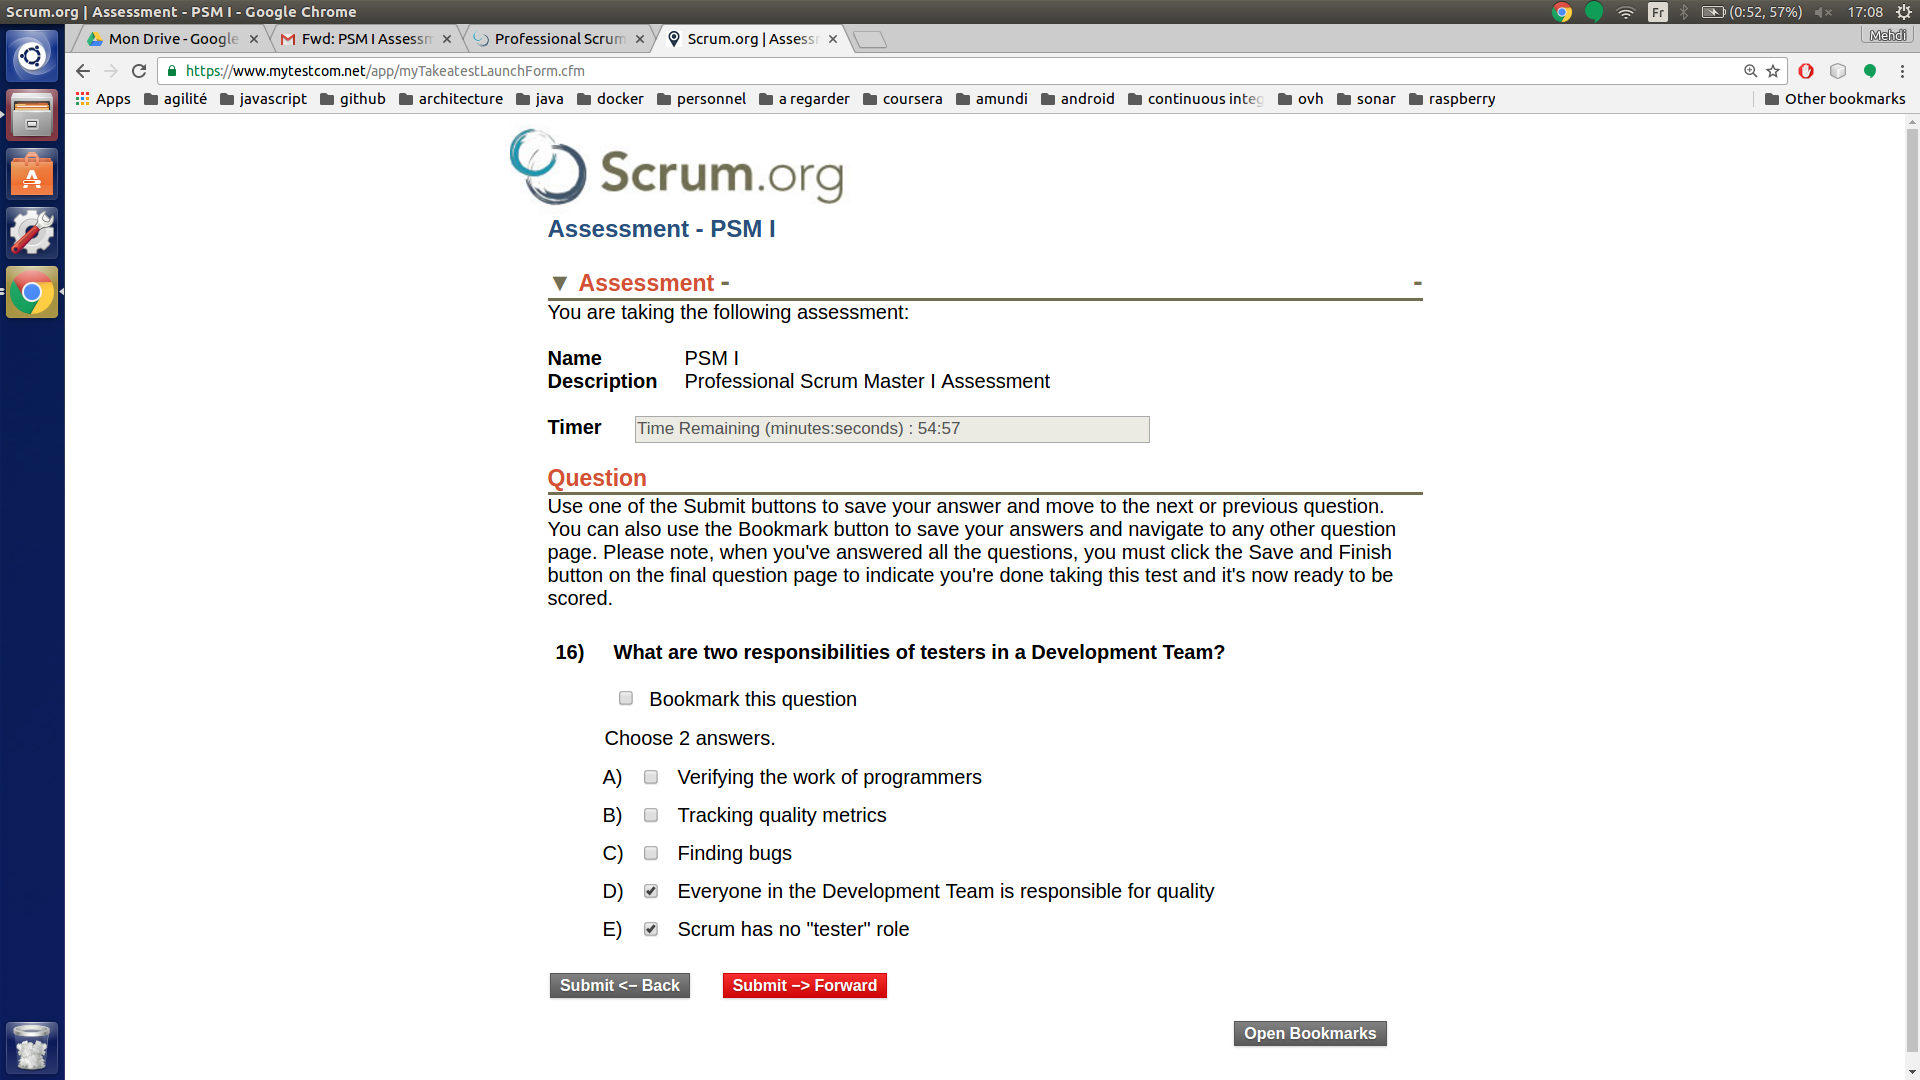 Scrum.org | Assessment - PSM I - Google Chrome
Fr
(0:52, 57%)
17:08
Mon Drive - Google
Fwd: PSM I Assessm
Professional Scrum
Scrum.org | Assess
Mehdi
https://www.mytestcom.net/app/myTakeatestLaunchForm.cfm
Apps agilité javascript github architecture java docker personnel a regarder coursera amundi android continuous integ ovh sonar raspberry Other bookmarks
Scrum.org
Assessment - PSM I
▼ Assessment - -
You are taking the following assessment:
Name PSM I
Description Professional Scrum Master I Assessment
Timer Time Remaining (minutes:seconds) : 54:57
Question
Use one of the Submit buttons to save your answer and move to the next or previous question.
You can also use the Bookmark button to save your answers and navigate to any other question
page. Please note, when you've answered all the questions, you must click the Save and Finish
button on the final question page to indicate you're done taking this test and it's now ready to be
scored.
16) What are two responsibilities of testers in a Development Team?
Bookmark this question
Choose 2 answers.
A) Verifying the work of programmers
B) Tracking quality metrics
C) Finding bugs
D) Everyone in the Development Team is responsible for quality
E) Scrum has no "tester" role
Submit <− Back Submit −> Forward
Open Bookmarks